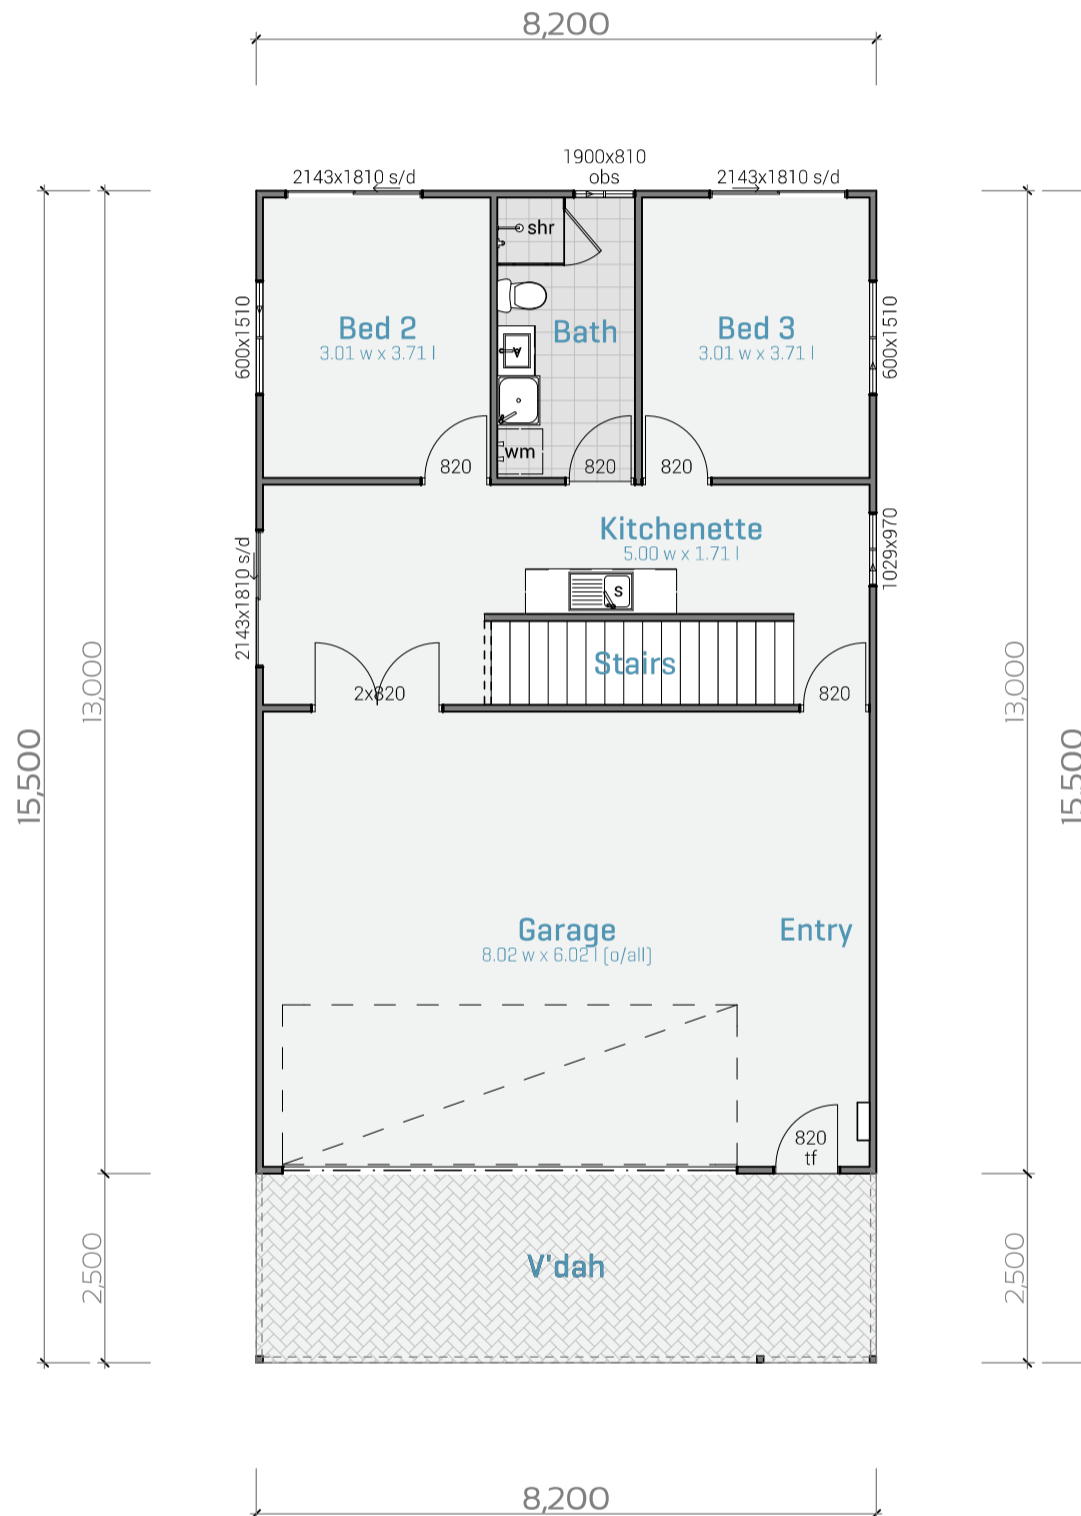 8,200
1900x810
obs
2143x1810 s/d
2143x1810 s/d
shr
600x1510
Bed 2
3.01 w x 3.71 l
Bath
Bed 3
3.01 w x 3.71 l
600x1510
wm
820
820
820
Kitchenette
5.00 w x 1.71 l
1029x970
2143x1810 s/d
s
Stairs
2x820
820
13,000
13,000
15,500
15,500
Garage
8.02 w x 6.02 l (o/all)
Entry
820
tf
2,500
V'dah
2,500
8,200